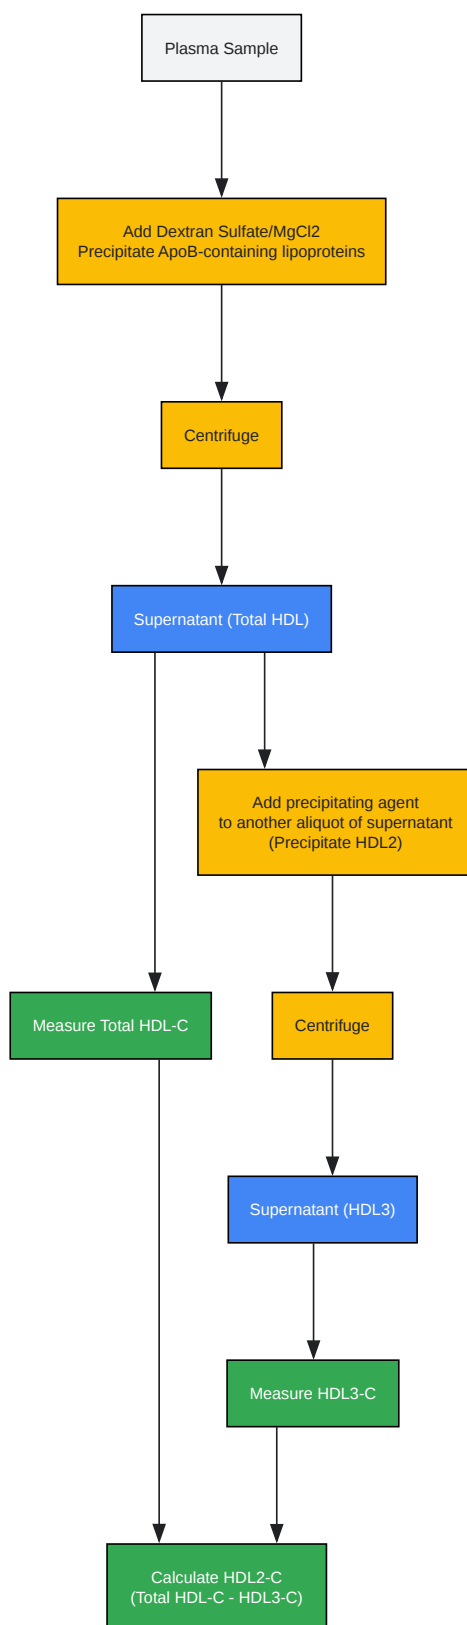 Plasma Sample
Add Dextran Sulfate/MgCl2
Precipitate ApoB-containing lipoproteins
Centrifuge
Supernatant (Total HDL)
Add precipitating agent
to another aliquot of supernatant
(Precipitate HDL2)
Measure Total HDL-C
Centrifuge
Supernatant (HDL3)
Measure HDL3-C
Calculate HDL2-C
(Total HDL-C - HDL3-C)